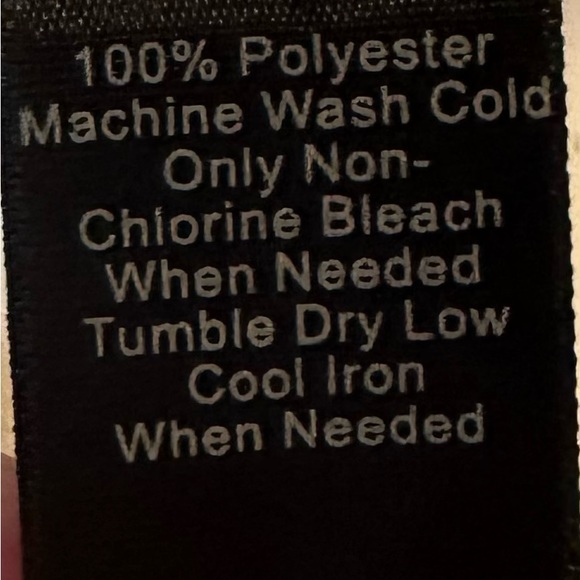 100% Polyester
Machine Wash Cold
Only Non-
Chlorine Bleach
When Needed
Tumble Dry Low
Cool Iron
When Needed